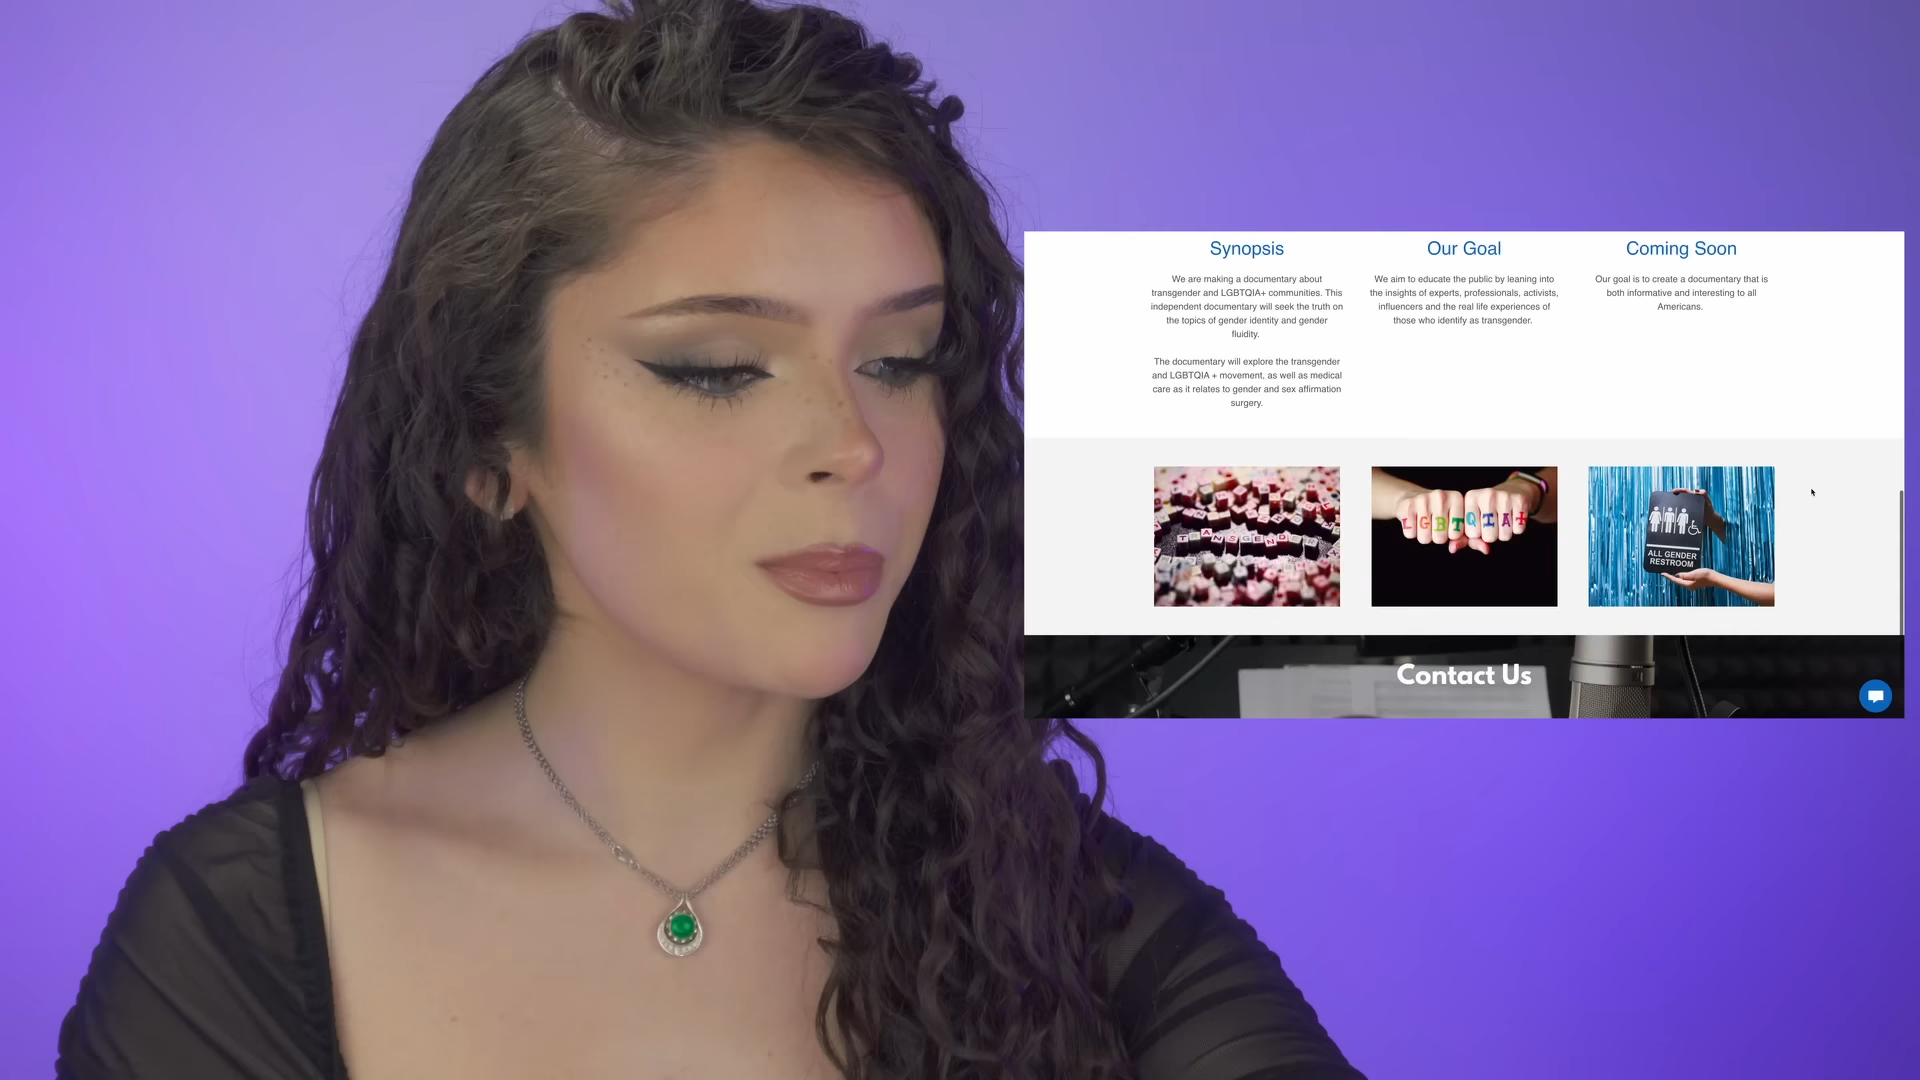 Synopsis
We are making a documentary about
transgender and LGBTQIA+ communities. This
independent documentary will seek the truth on
the topics of gender identity and gender
fluidity.
The documentary will explore the transgender
and LGBTQIA + movement, as well as medical
care as it relates to gender and sex affirmation
surgery.
Our Goal
We aim to educate the public by leaning into
the insights of experts, professionals, activists,
influencers and the real life experiences of
those who identify as transgender.
Coming Soon
Our goal is to create a documentary that is
both informative and interesting to all
Americans.
TRANSGENDER
LGBTQIA+
ALL GENDER
RESTROOM
Contact Us